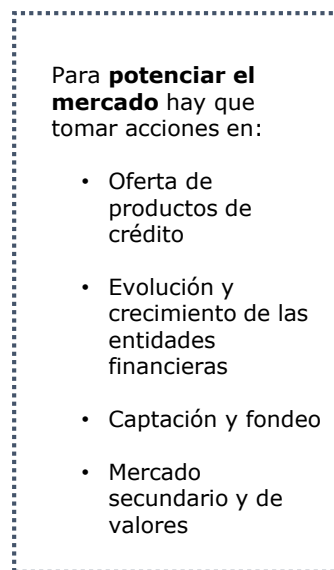 Para potenciar el
mercado hay que
tomar acciones en:
• Oferta de
productos de
crédito
• Evolución y
crecimiento de las
entidades
financieras
• Captación y fondeo
• Mercado
secundario y de
valores